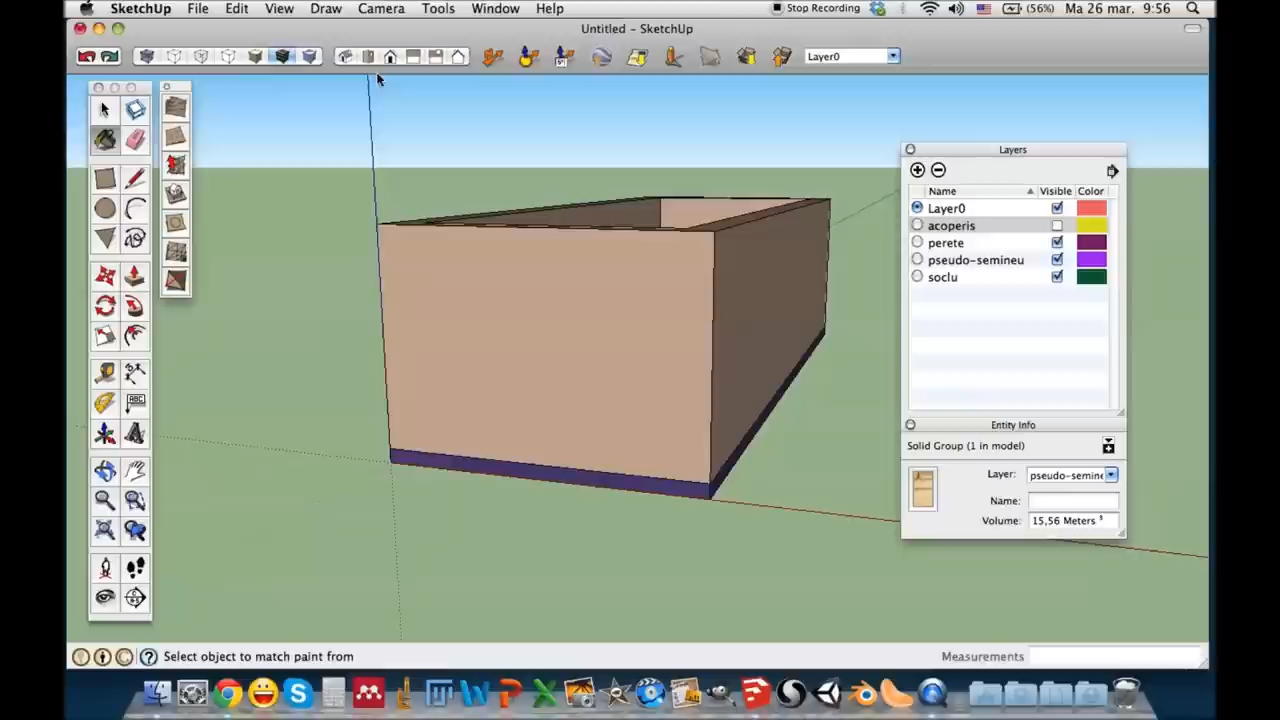 SketchUp File Edit View Draw Camera Tools Window Help Stop Recording (56%) Ma 26 mar. 9:56
Untitled - SketchUp
Layer0
Layers
Name Visible Color
Layer0
acoperis
perete
pseudo-semineu
soclu
Entity Info
Solid Group (1 in model)
Layer: pseudo-semine
Name:
Volume: 15,56 Meters ³
Select object to match paint from
Measurements